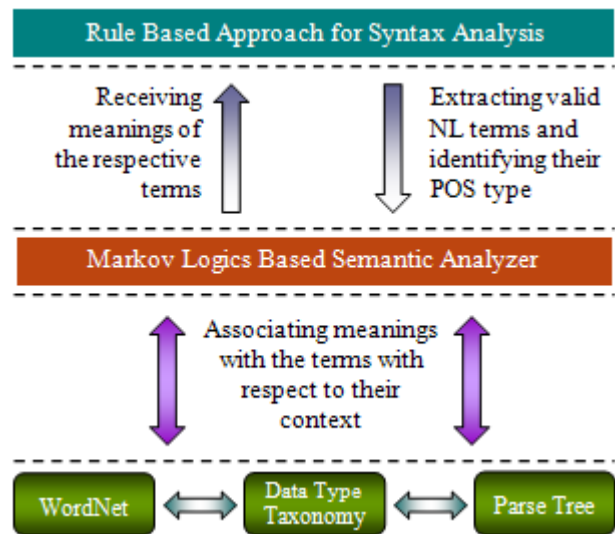 Rule Based Approach for Syntax Analysis
Receiving
meanings of
the respective
terms
Extracting valid
NL terms and
identifying their
POS type
Markov Logics Based Semantic Analyzer
Associating meanings
with the terms with
respect to their
context
WordNet
Data Type
Taxonomy
Parse Tree